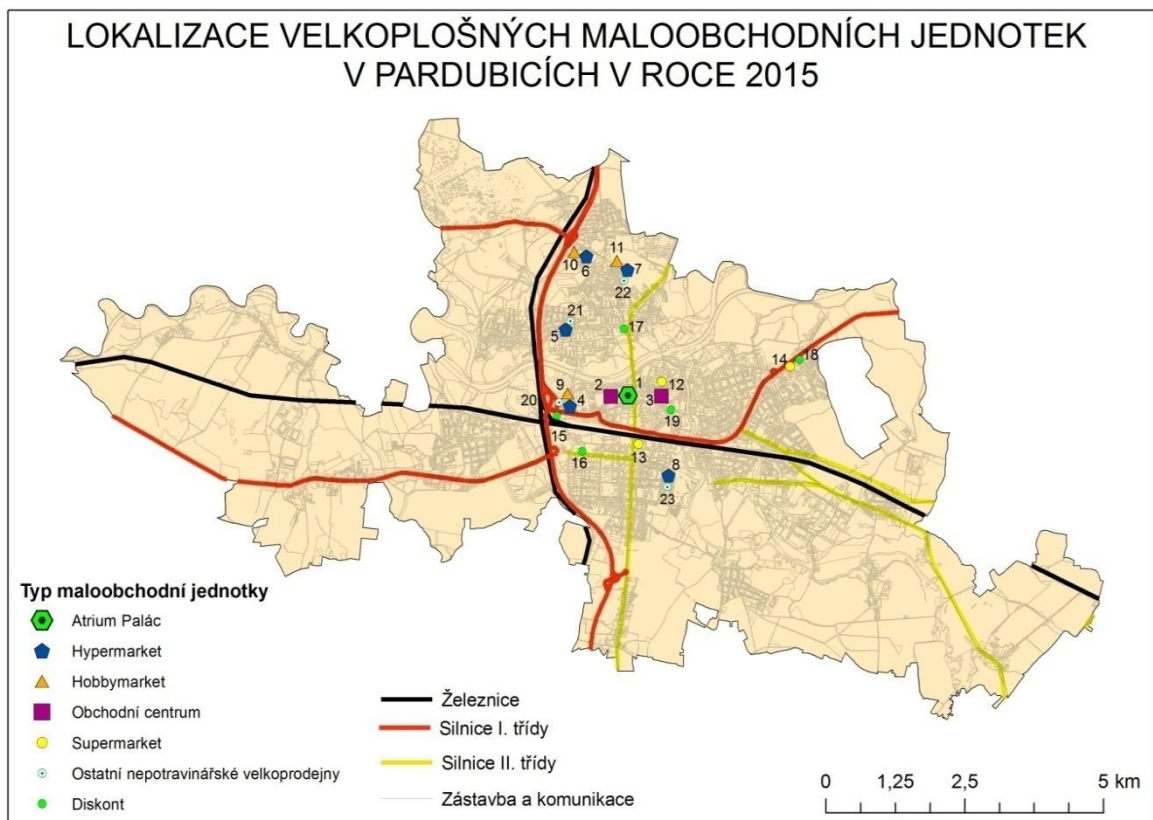 LOKALIZACE VELKOPLOŠNÝCH MALOOBCHODNÍCH JEDNOTEK
V PARDUBICÍCH V ROCE 2015
11
10
6
7
22
21
5
17
14
18
9
2
1
12
20
4
3
19
15
16
13
8
23
Typ maloobchodní jednotky
Atrium Palác
Hypermarket
Hobbymarket
Obchodní centrum
Supermarket
Ostatní nepotravinářské velkoprodejny
Diskont
Železnice
Silnice I. třídy
Silnice II. třídy
Zástavba a komunikace
0 1,25 2,5 5 km